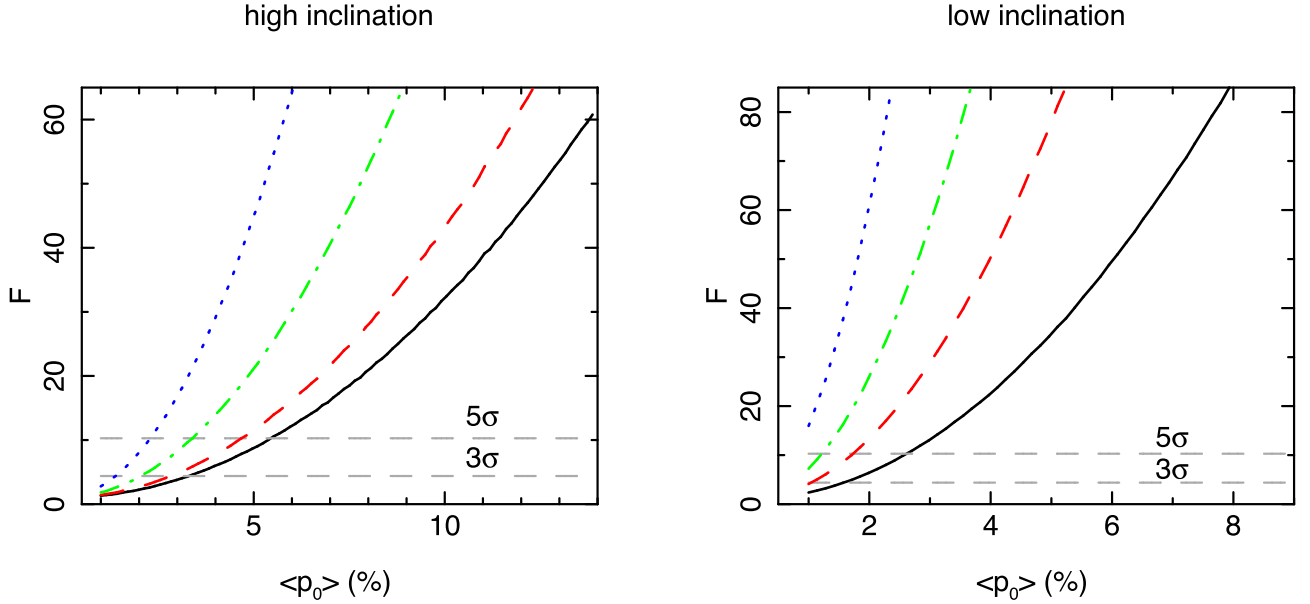 high inclination
60
40
20
0
F
5σ
3σ
5 10
<p₀> (%)
low inclination
80
60
40
20
0
F
5σ
3σ
2 4 6 8
<p₀> (%)